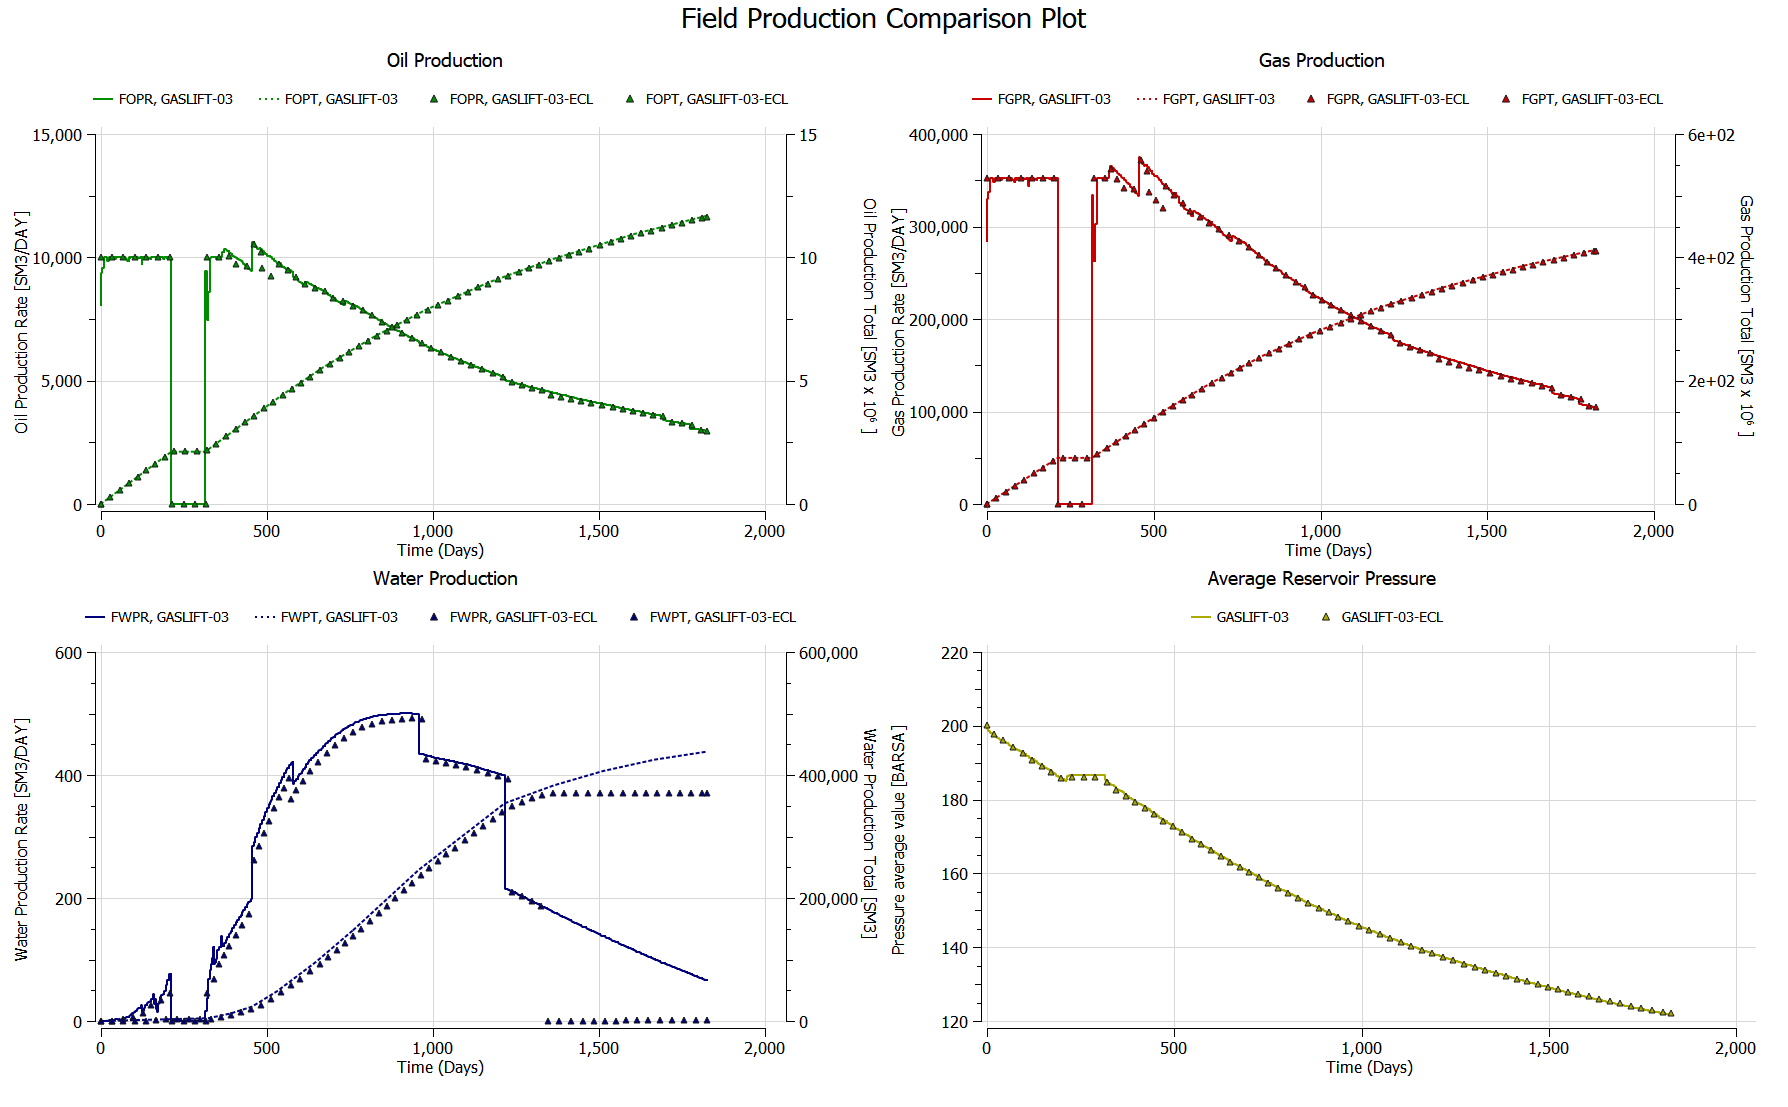 Field Production Comparison Plot
Oil Production
FOPR, GASLIFT-03 FOPT, GASLIFT-03 FOPR, GASLIFT-03-ECL FOPT, GASLIFT-03-ECL
15,000
10,000
5,000
0
Oil Production Rate [SM3/DAY]
15
10
5
0
Oil Production Total [SM3 x 10⁶ ]
0 500 1,000 1,500 2,000
Time (Days)
Gas Production
FGPR, GASLIFT-03 FGPT, GASLIFT-03 FGPR, GASLIFT-03-ECL FGPT, GASLIFT-03-ECL
400,000
300,000
200,000
100,000
0
Gas Production Rate [SM3/DAY]
6e+02
4e+02
2e+02
0
Gas Production Total [SM3 x 10⁶ ]
0 500 1,000 1,500 2,000
Time (Days)
Water Production
FWPR, GASLIFT-03 FWPT, GASLIFT-03 FWPR, GASLIFT-03-ECL FWPT, GASLIFT-03-ECL
600
400
200
0
Water Production Rate [SM3/DAY]
600,000
400,000
200,000
0
Water Production Total [SM3]
0 500 1,000 1,500 2,000
Time (Days)
Average Reservoir Pressure
GASLIFT-03 GASLIFT-03-ECL
220
200
180
160
140
120
Pressure average value [BARSA]
0 500 1,000 1,500 2,000
Time (Days)